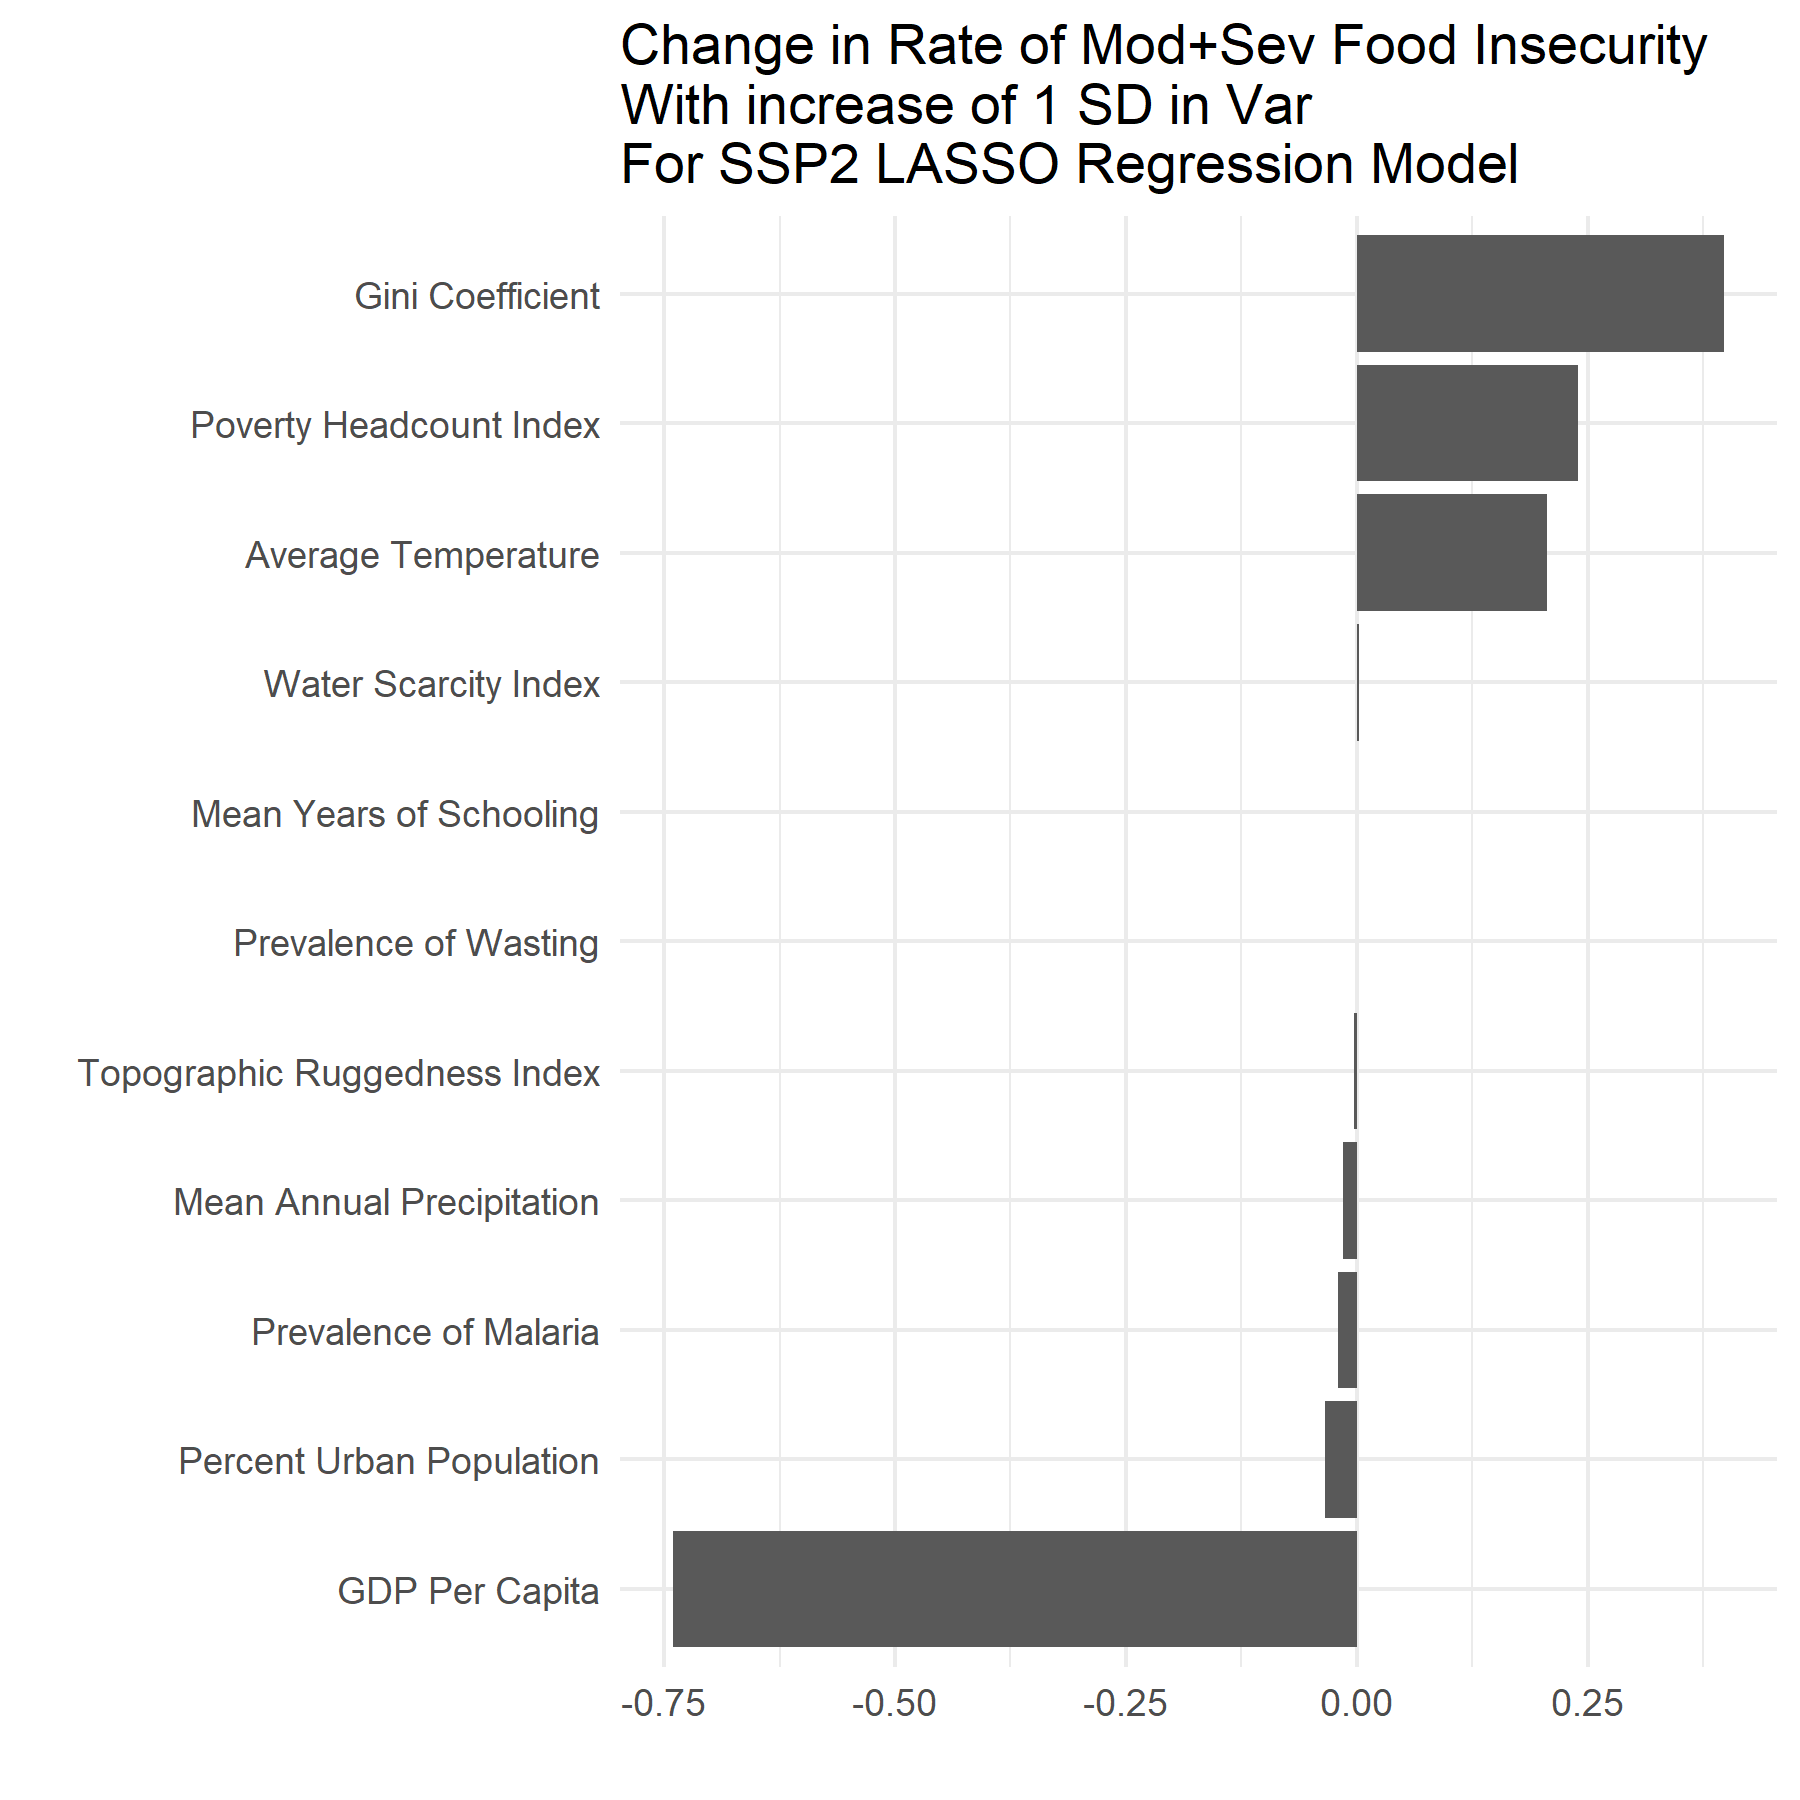 Change in Rate of Mod+Sev Food Insecurity
With increase of 1 SD in Var
For SSP2 LASSO Regression Model
Gini Coefficient
Poverty Headcount Index
Average Temperature
Water Scarcity Index
Mean Years of Schooling
Prevalence of Wasting
Topographic Ruggedness Index
Mean Annual Precipitation
Prevalence of Malaria
Percent Urban Population
GDP Per Capita
-0.75 -0.50 -0.25 0.00 0.25